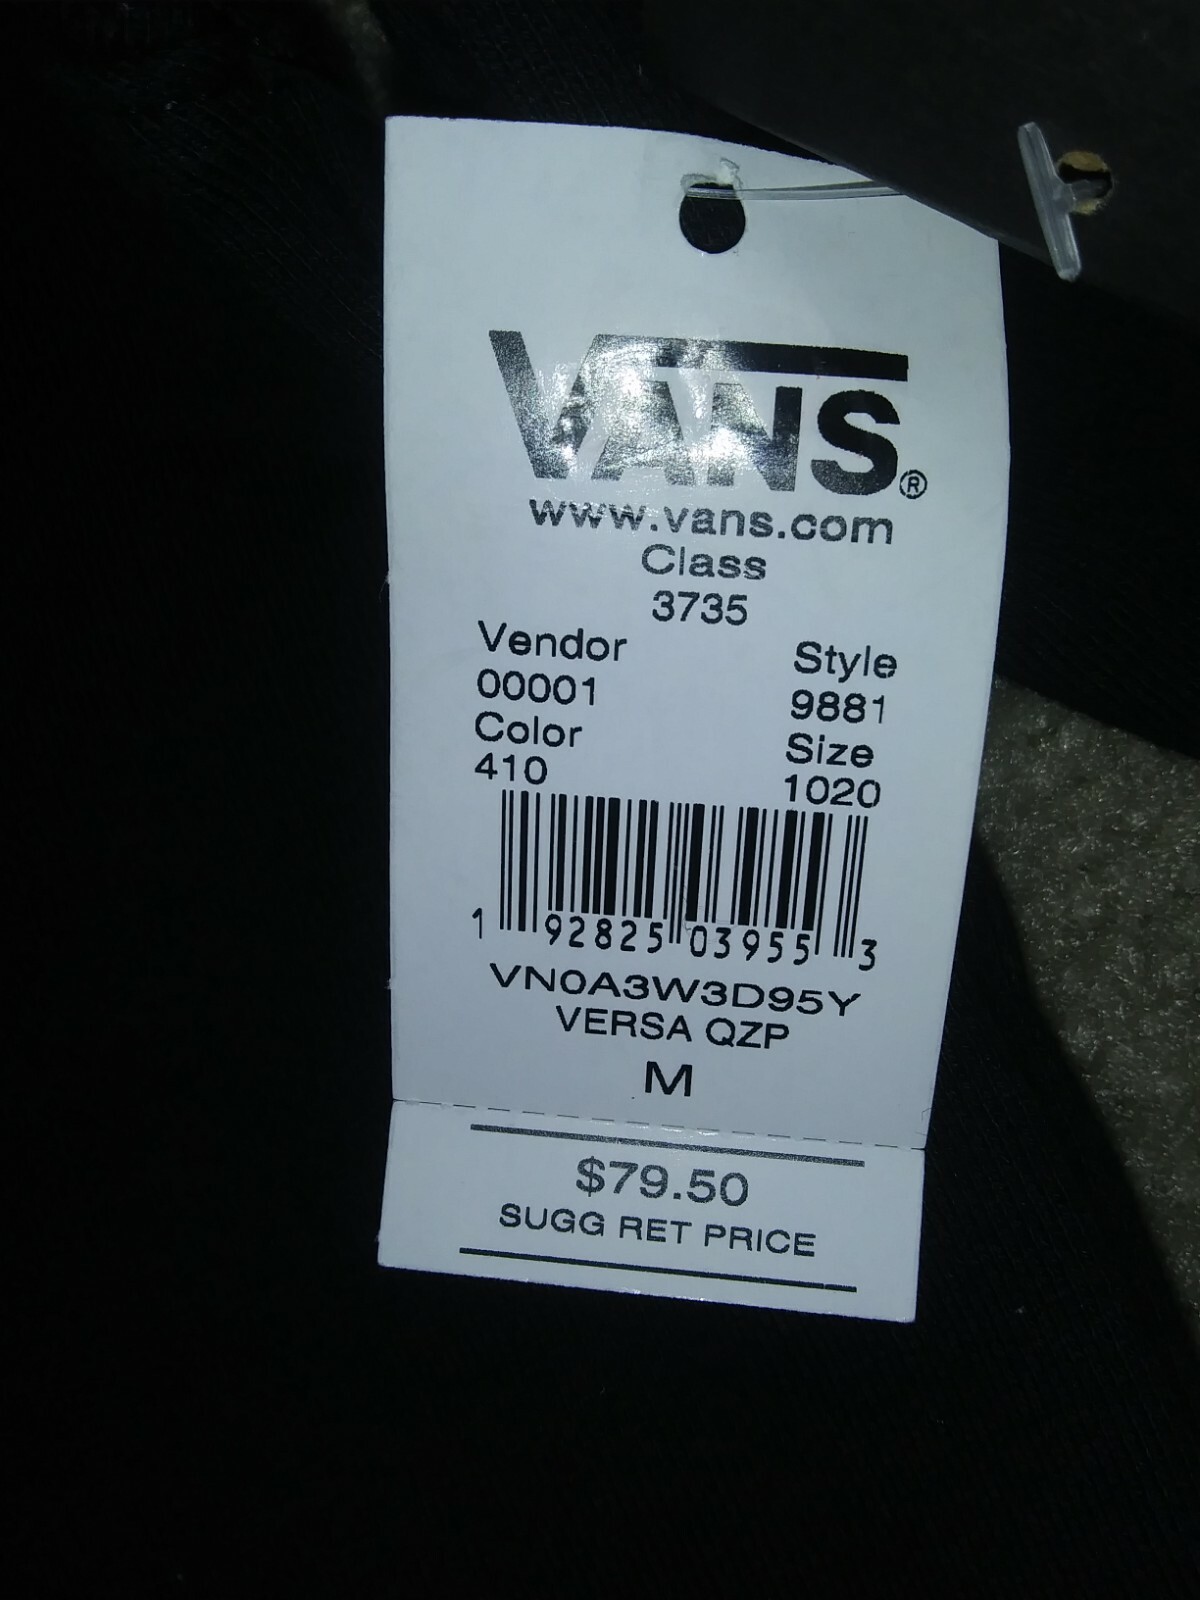 VANS®
www.vans.com
Class
3735
Vendor Style
00001 9881
Color Size
410 1020
1 92825 03955 3
VN0A3W3D95Y
VERSA QZP
M
$79.50
SUGG RET PRICE